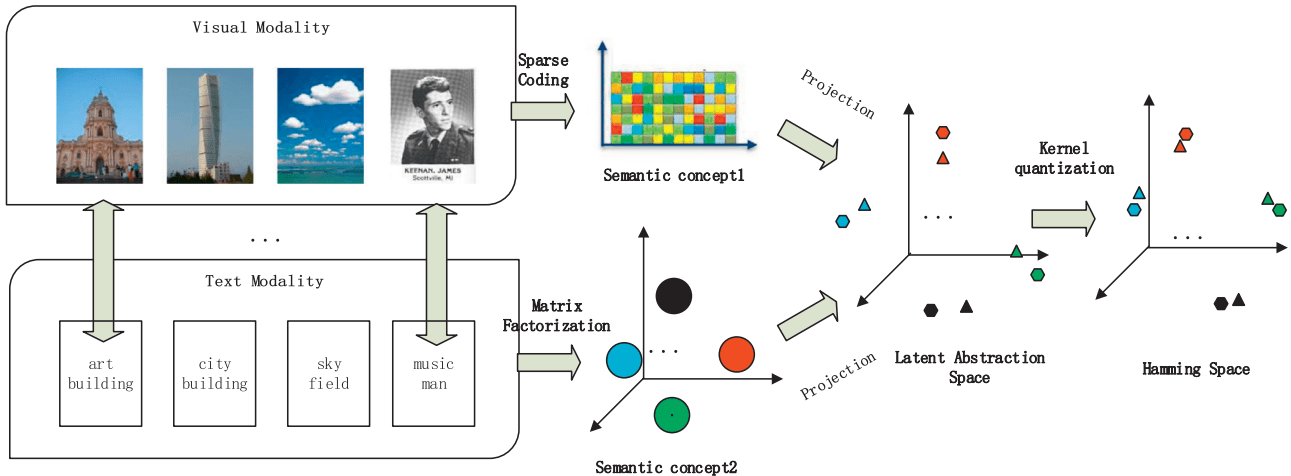 Visual Modality
KEENAN, JAMES
Scottville, MI
Sparse
Coding
Semantic concept1
Projection
Kernel
quantization
...
Text Modality
art
building
city
building
sky
field
music
man
Matrix
Factorization
...
Semantic concept2
Projection
...
Latent Abstraction
Space
...
Hamming Space